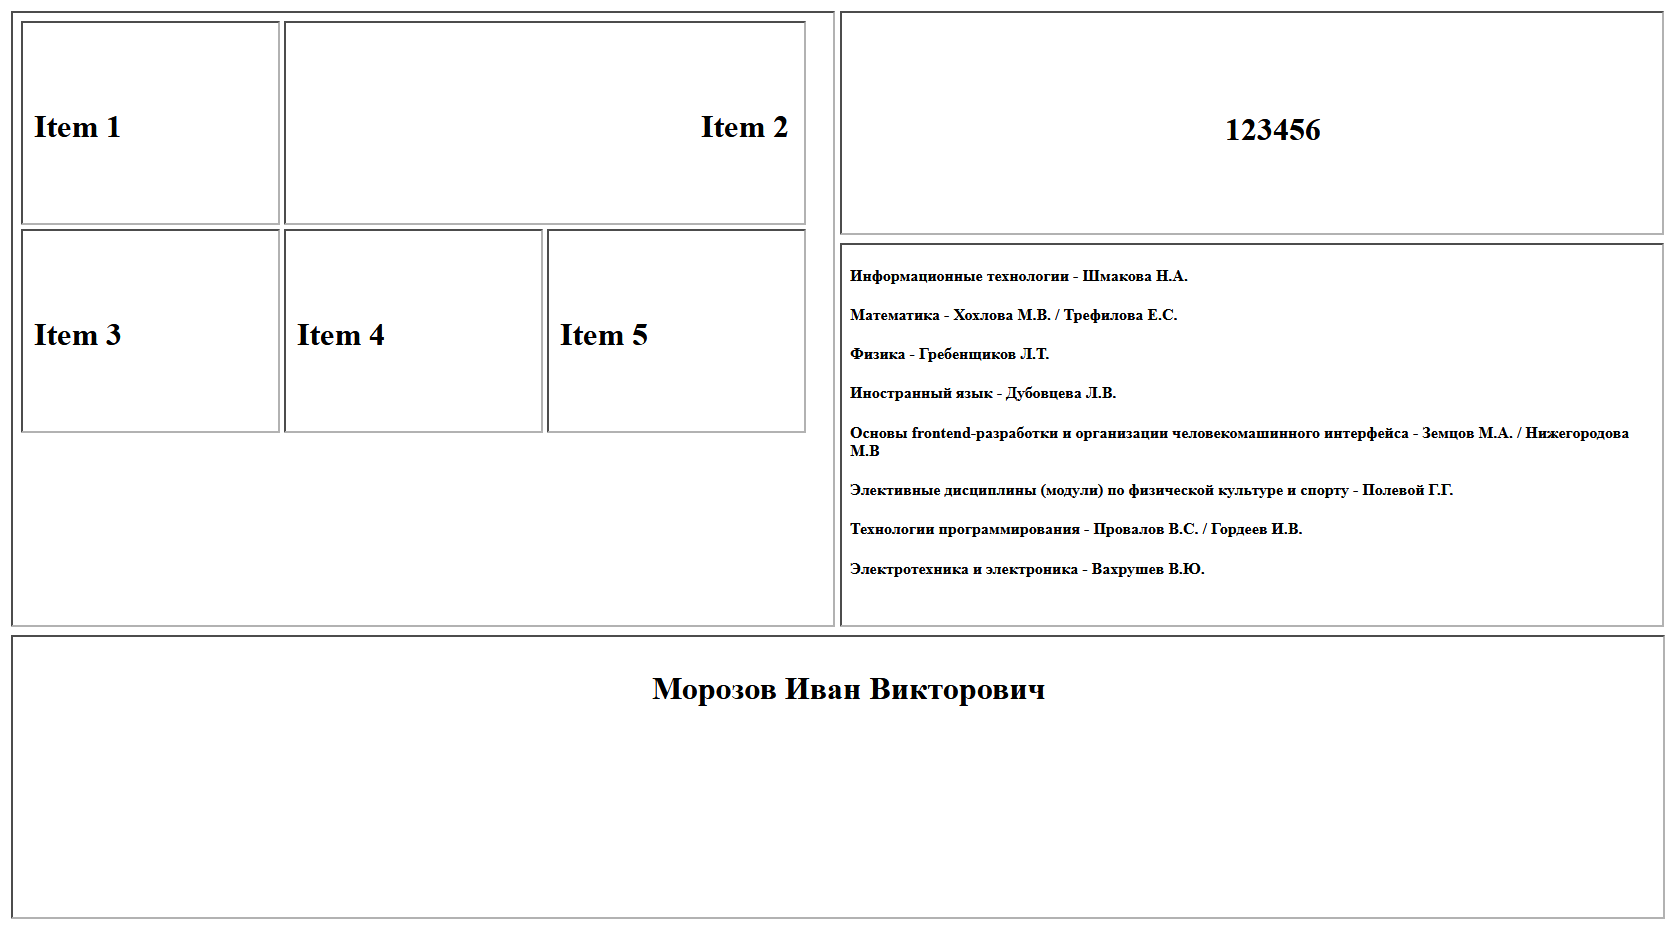 Item 1
Item 2
Item 3
Item 4
Item 5
123456
Информационные технологии - Шмакова Н.А.
Математика - Хохлова М.В. / Трефилова Е.С.
Физика - Гребенщиков Л.Т.
Иностранный язык - Дубовцева Л.В.
Основы frontend-разработки и организации человекомашинного интерфейса - Земцов М.А. / Нижегородова
М.В
Элективные дисциплины (модули) по физической культуре и спорту - Полевой Г.Г.
Технологии программирования - Провалов В.С. / Гордеев И.В.
Электротехника и электроника - Вахрушев В.Ю.
Морозов Иван Викторович